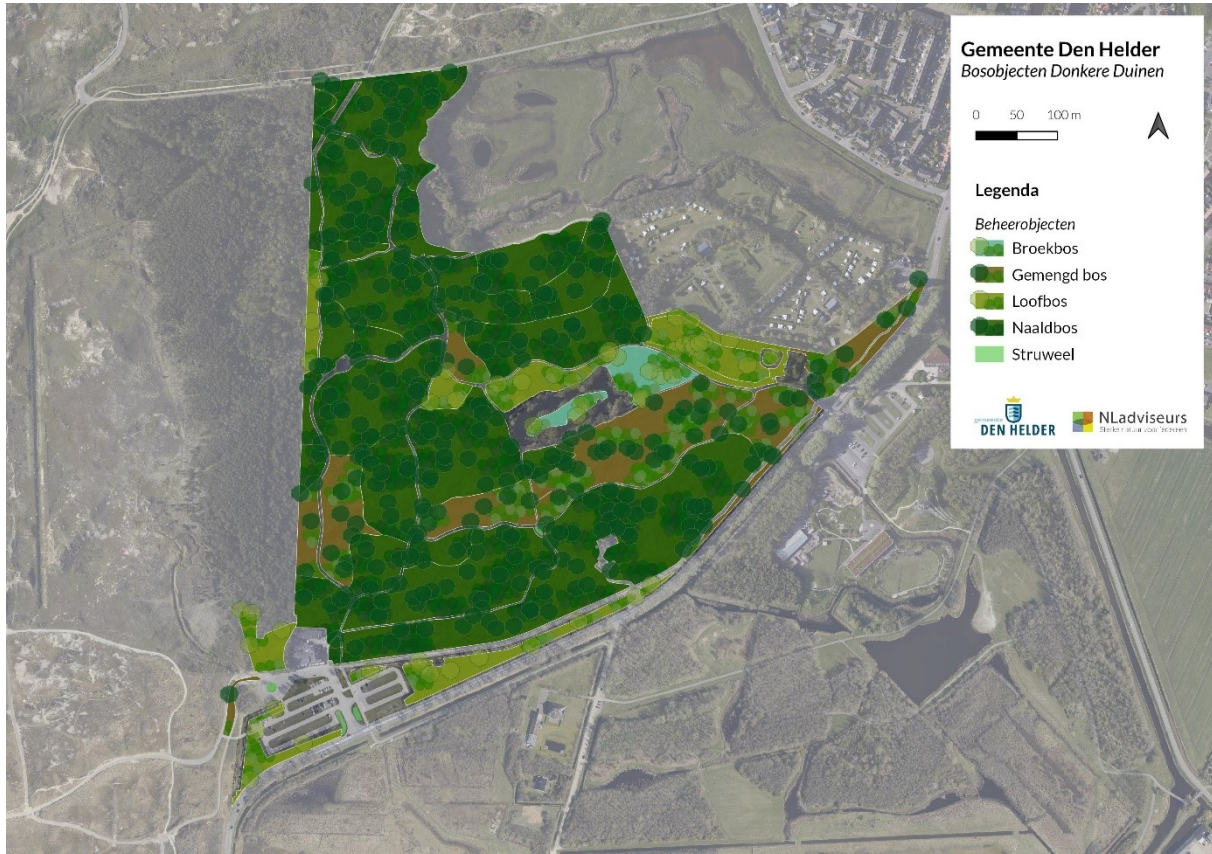 Gemeente Den Helder
Bosobjecten Donkere Duinen
0 50 100 m
Legenda
Beheerobjecten
Broekbos
Gemengd bos
Loofbos
Naaldbos
Struweel
gemeente
DEN HELDER
NLadviseurs